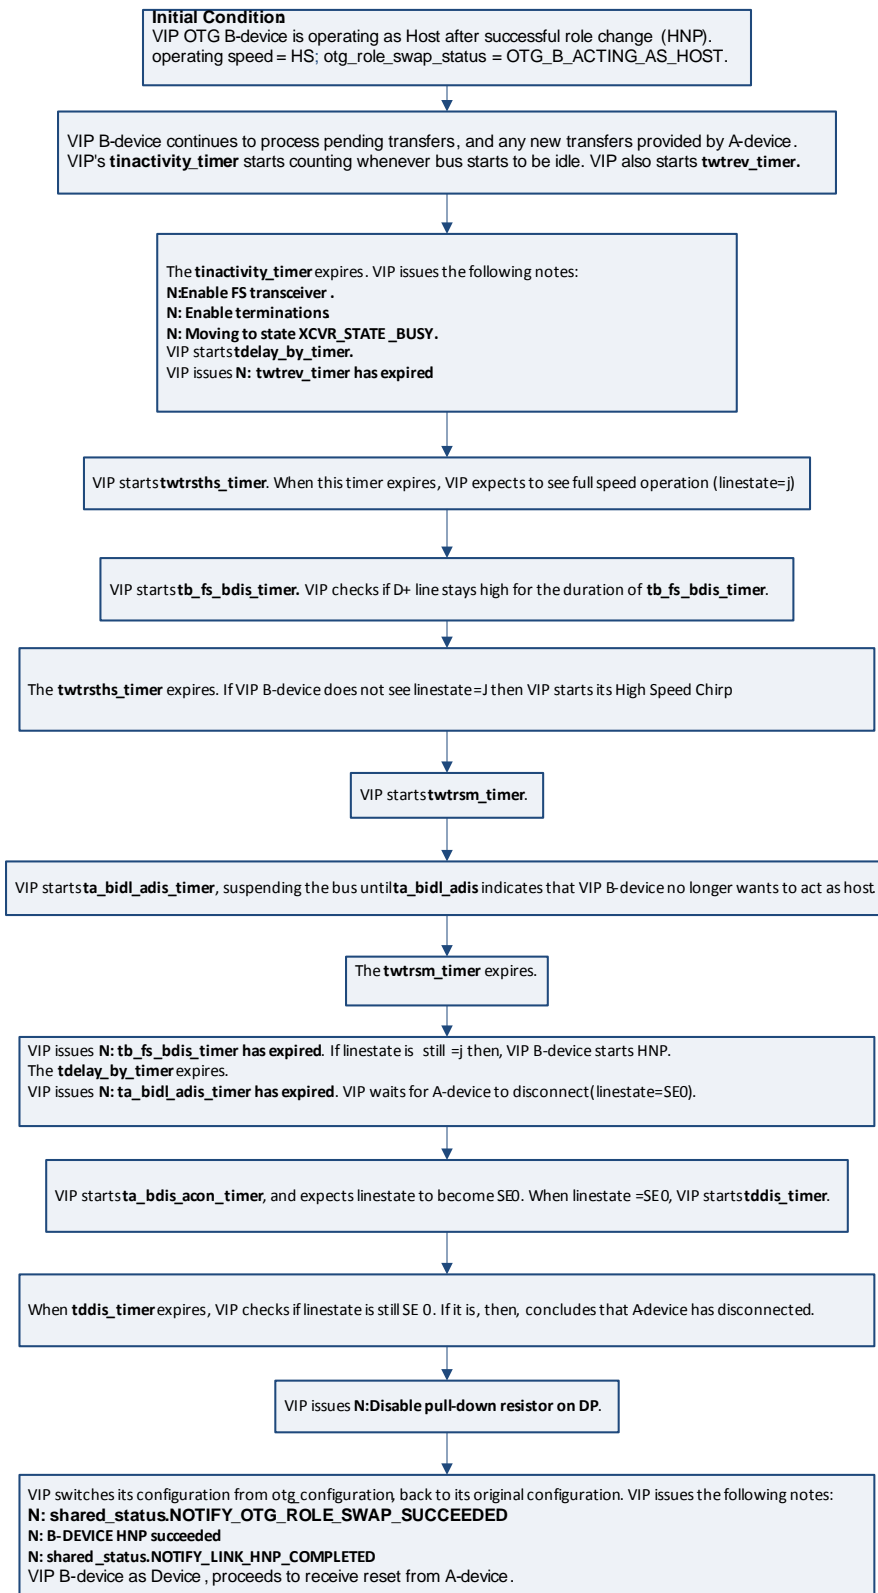 Initial Condition:
VIP OTG B-device is operating as Host after successful role change (HNP).
operating speed = HS; otg_role_swap_status = OTG_B_ACTING_AS_HOST.
VIP B-device continues to process pending transfers, and any new transfers provided by A-device.
VIP's tinactivity_timer starts counting whenever bus starts to be idle. VIP also starts twtrev_timer.
The tinactivity_timer expires. VIP issues the following notes:
N:Enable FS transceiver.
N: Enable terminations
N: Moving to state XCVR_STATE_BUSY.
VIP starts tdelay_by_timer.
VIP issues N: twtrev_timer has expired
VIP starts twtrsths_timer. When this timer expires, VIP expects to see full speed operation (linestate=j)
VIP starts tb_fs_bdis_timer. VIP checks if D+ line stays high for the duration of tb_fs_bdis_timer.
The twtrsths_timer expires. If VIP B-device does not see linestate=J then VIP starts its High Speed Chirp
VIP starts twtrsm_timer.
VIP starts ta_bidl_adis_timer, suspending the bus until ta_bidl_adis indicates that VIP B-device no longer wants to act as host.
The twtrsm_timer expires.
VIP issues N: tb_fs_bdis_timer has expired. If linestate is still =j then, VIP B-device starts HNP.
The tdelay_by_timer expires.
VIP issues N: ta_bidl_adis_timer has expired. VIP waits for A-device to disconnect(linestate=SE0).
VIP starts ta_bdis_acon_timer, and expects linestate to become SE0. When linestate =SE0, VIP starts tddis_timer.
When tddis_timer expires, VIP checks if linestate is still SE 0. If it is, then, concludes that A-device has disconnected.
VIP issues N:Disable pull-down resistor on DP.
VIP switches its configuration from otg_configuration, back to its original configuration. VIP issues the following notes:
N: shared_status.NOTIFY_OTG_ROLE_SWAP_SUCCEEDED
N: B-DEVICE HNP succeeded
N: shared_status.NOTIFY_LINK_HNP_COMPLETED
VIP B-device as Device, proceeds to receive reset from A-device.